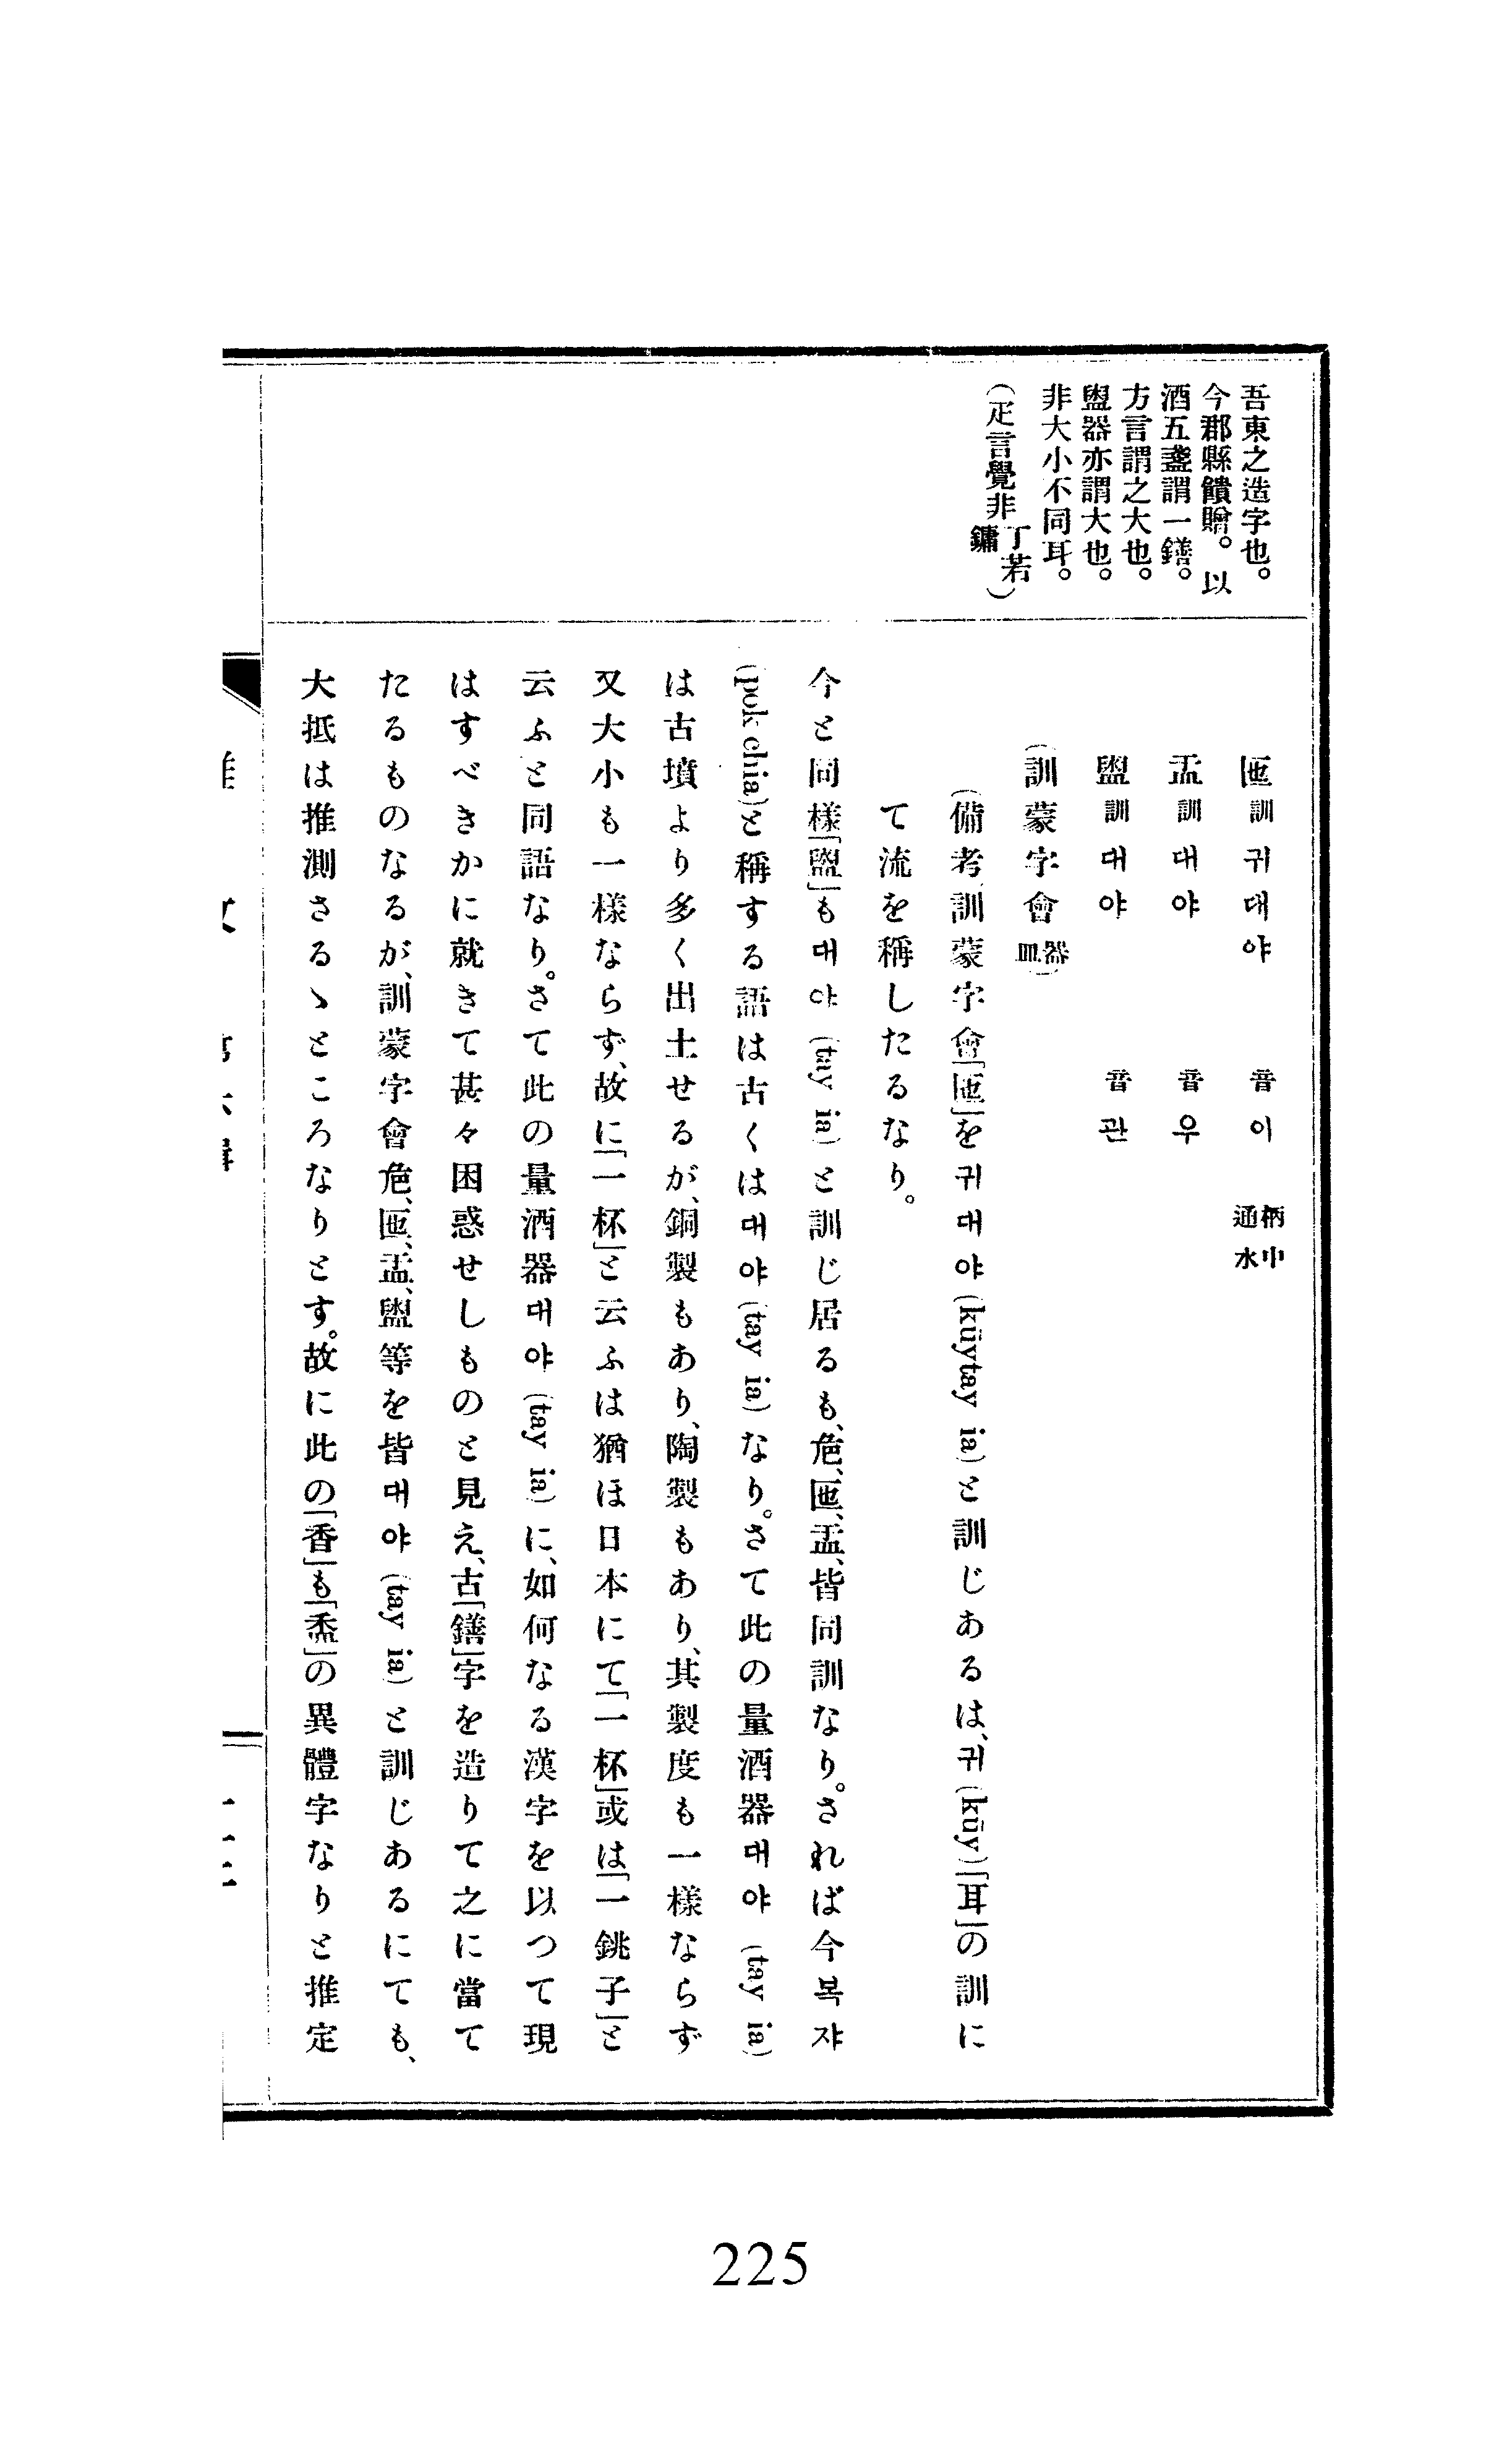 吾東之造字也。
今郡縣饋贈。以
酒五盞謂一鐥。
方言謂之大也。
盥器亦謂大也。
非大小不同耳。
(疋言覺非 丁若鏞)
匜 訓 귀대야 音 이 柄中通水
盂 訓 대야 音 우
盥 訓 대야 音 관
(訓蒙字會 器皿)
(備考、訓蒙字會「匜」を귀대야(küytay ia)と訓じあるは、귀(küy)「耳」の訓に
て流を稱したるなり。
今と同樣「盥」も대야(tay ia)と訓じ居るも、匜、盂、皆同訓なり。されば今복쟈
(pok chia)と稱する語は古くは대야(tay ia)なり。さて此の量酒器대야(tay ia)
は古墳より多く出土せるが、銅製もあり、陶製もあり、其製度も一樣ならず
又大小も一樣ならず、故に「一杯」と云ふは猶ほ日本にて「一杯」或は「一銚子」と
云ふと同語なり。さて此の量酒器대야(tay ia)に、如何なる漢字を以つて現
はすべきかに就きて甚々困惑せしものと見え、古「鐥」字を造りて之に當て
たるものなるが、訓蒙字會匜、盂、盥等を皆대야(tay ia)と訓じあるにても、
大抵は推測さるゝところなりとす。故に此の「香」も「盉」の異體字なりと推定
225